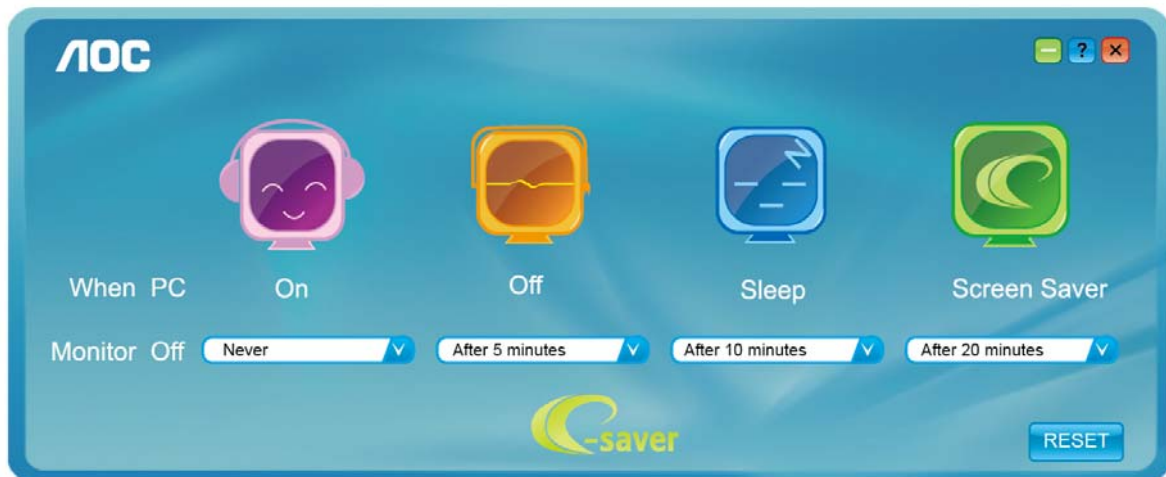 AOC
?
When PC On Off Sleep Screen Saver
Monitor Off Never After 5 minutes After 10 minutes After 20 minutes
e-saver
RESET